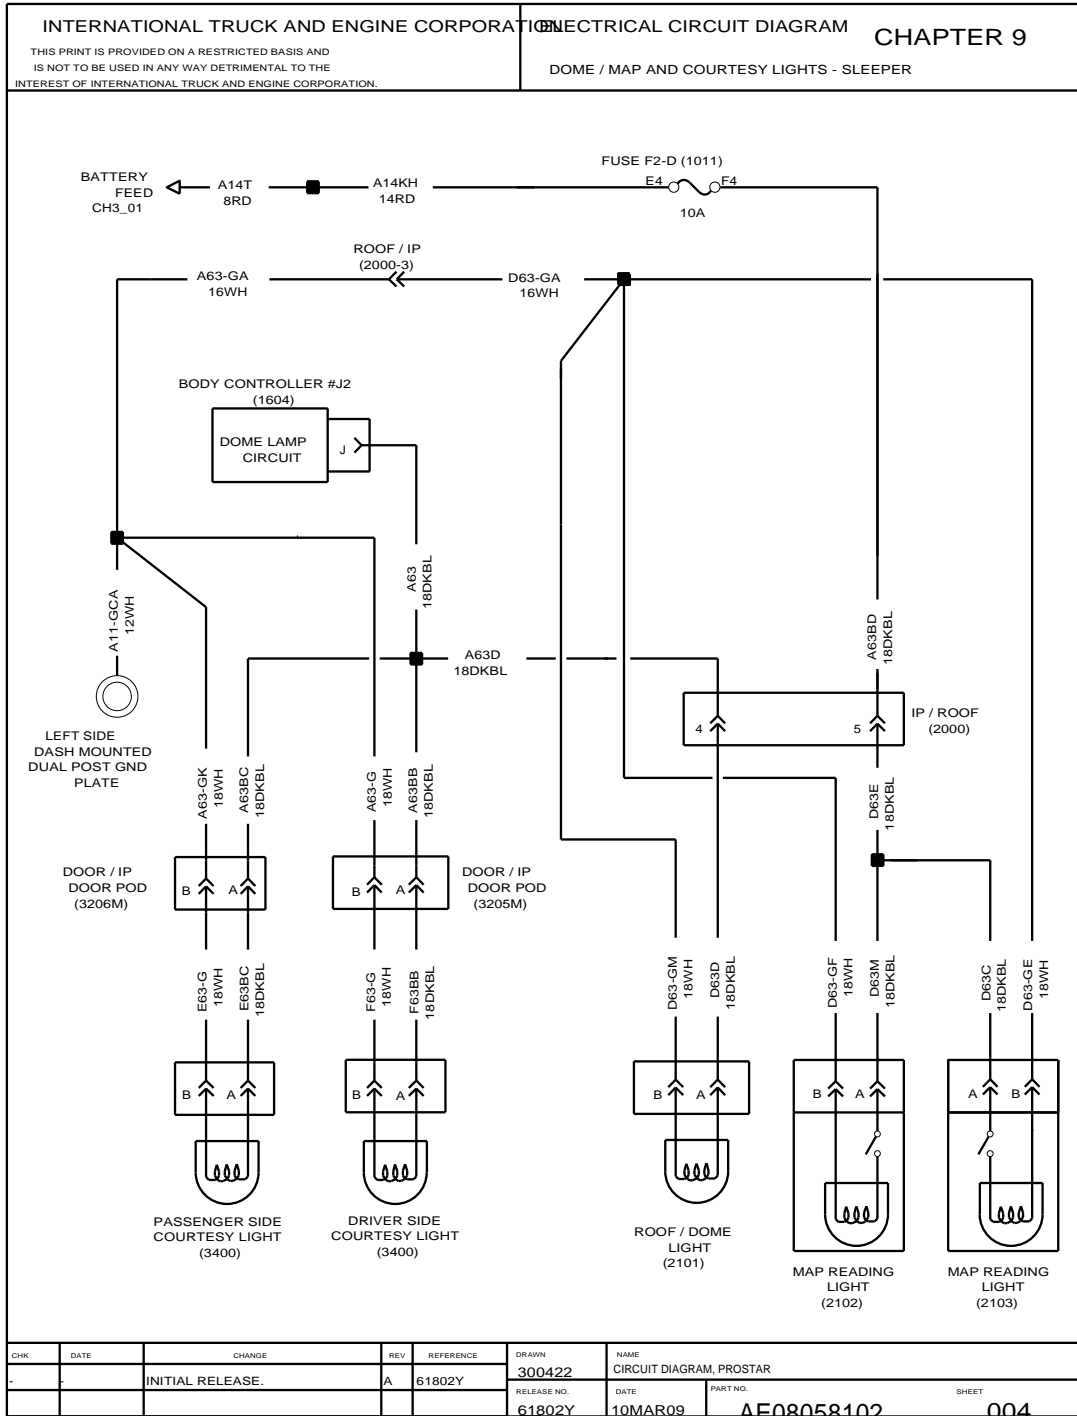 INTERNATIONAL TRUCK AND ENGINE CORPORATION
THIS PRINT IS PROVIDED ON A RESTRICTED BASIS AND
IS NOT TO BE USED IN ANY WAY DETRIMENTAL TO THE
INTEREST OF INTERNATIONAL TRUCK AND ENGINE CORPORATION.
ELECTRICAL CIRCUIT DIAGRAM
CHAPTER 9
DOME / MAP AND COURTESY LIGHTS - SLEEPER
BATTERY
FEED
CH3_01
A14T
8RD
A14KH
14RD
FUSE F2-D (1011)
E4
F4
10A
A63-GA
16WH
ROOF / IP
(2000-3)
D63-GA
16WH
BODY CONTROLLER #J2
(1604)
DOME LAMP
CIRCUIT
J
A63
18DKBL
A11-GCA
12WH
LEFT SIDE
DASH MOUNTED
DUAL POST GND
PLATE
A63D
18DKBL
A63BD
18DKBL
4
5
IP / ROOF
(2000)
A63-GK
18WH
A63BC
18DKBL
A63-G
18WH
A63BB
18DKBL
D63E
18DKBL
DOOR / IP
DOOR POD
(3206M)
B
A
B
A
DOOR / IP
DOOR POD
(3205M)
E63-G
18WH
E63BC
18DKBL
F63-G
18WH
F63BB
18DKBL
D63-GM
18WH
D63D
18DKBL
D63-GF
18WH
D63M
18DKBL
D63C
18DKBL
D63-GE
18WH
B
A
B
A
B
A
B
A
A
B
PASSENGER SIDE
COURTESY LIGHT
(3400)
DRIVER SIDE
COURTESY LIGHT
(3400)
ROOF / DOME
LIGHT
(2101)
MAP READING
LIGHT
(2102)
MAP READING
LIGHT
(2103)
CHK
DATE
CHANGE
REV
REFERENCE
-
-
INITIAL RELEASE.
A
61802Y
DRAWN
300422
NAME
CIRCUIT DIAGRAM, PROSTAR
RELEASE NO.
61802Y
DATE
10MAR09
PART NO.
AE08058102
SHEET
004